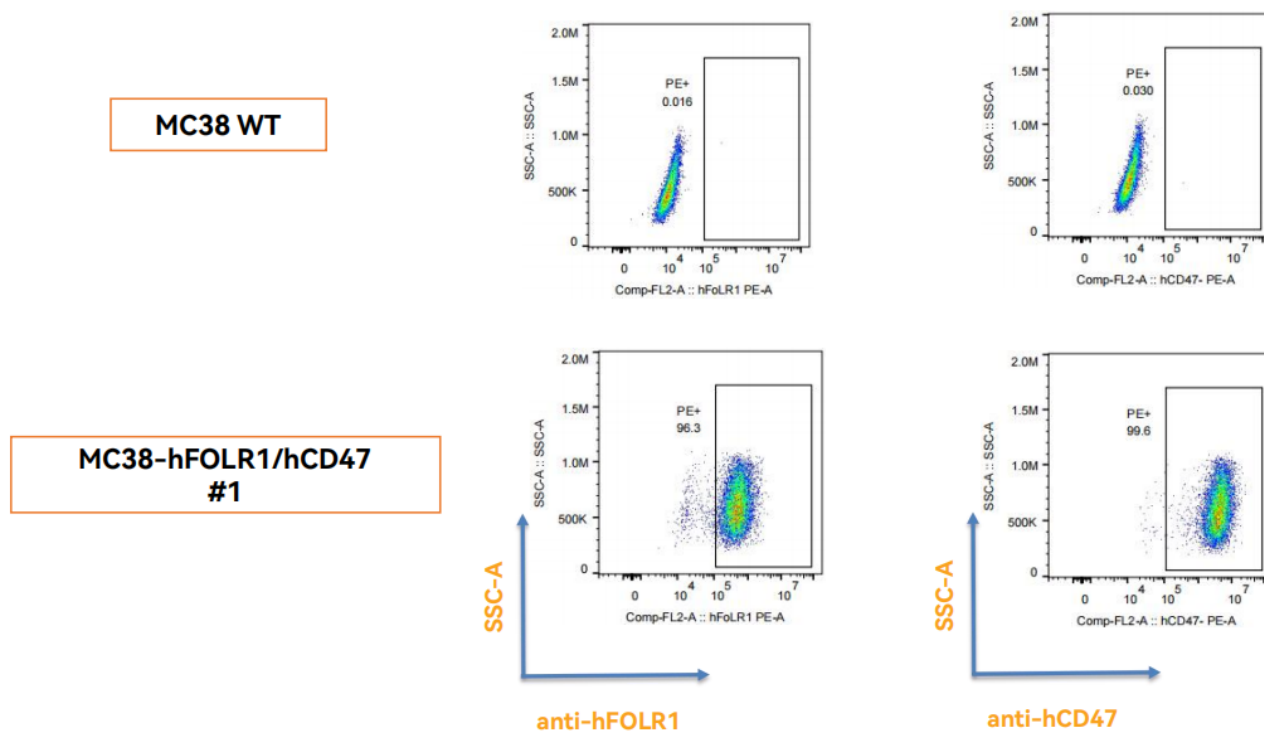 MC38 WT
2.0M
1.5M
1.0M
500K
0
SSC-A :: SSC-A
PE+
0.016
0 10 4 10 5 10 7
Comp-FL2-A :: hFoLR1 PE-A
2.0M
1.5M
1.0M
500K
0
SSC-A :: SSC-A
PE+
0.030
0 10 4 10 5 10 7
Comp-FL2-A :: hCD47- PE-A
MC38-hFOLR1/hCD47
#1
2.0M
1.5M
1.0M
500K
0
SSC-A :: SSC-A
PE+
96.3
0 10 4 10 5 10 7
Comp-FL2-A :: hFoLR1 PE-A
SSC-A
anti-hFOLR1
2.0M
1.5M
1.0M
500K
0
SSC-A :: SSC-A
PE+
99.6
0 10 4 10 5 10 7
Comp-FL2-A :: hCD47- PE-A
SSC-A
anti-hCD47